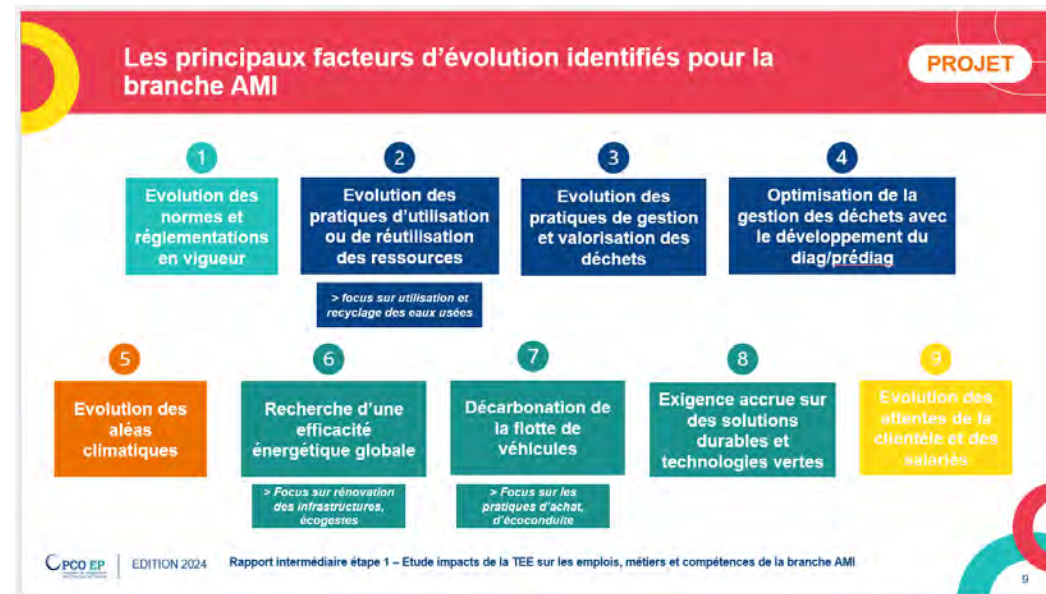 Les principaux facteurs d'évolution identifiés pour la
branche AMI
PROJET
1
Evolution des
normes et
réglementations
en vigueur
2
Evolution des
pratiques d'utilisation
ou de réutilisation
des ressources
> focus sur utilisation et
recyclage des eaux usées
3
Evolution des
pratiques de gestion
et valorisation des
déchets
4
Optimisation de la
gestion des déchets avec
le développement du
diag/prédiag
5
Evolution des
aléas
climatiques
6
Recherche d'une
efficacité
énergétique globale
> Focus sur rénovation
des infrastructures,
écogestes
7
Décarbonation de
la flotte de
véhicules
> Focus sur les
pratiques d'achat,
d'écoconduite
8
Exigence accrue sur
des solutions
durables et
technologies vertes
9
Evolution des
attentes de la
clientèle et des
salariés
OPCO EP
EDITION 2024
Rapport intermédiaire étape 1 – Etude impacts de la TEE sur les emplois, métiers et compétences de la branche AMI
9